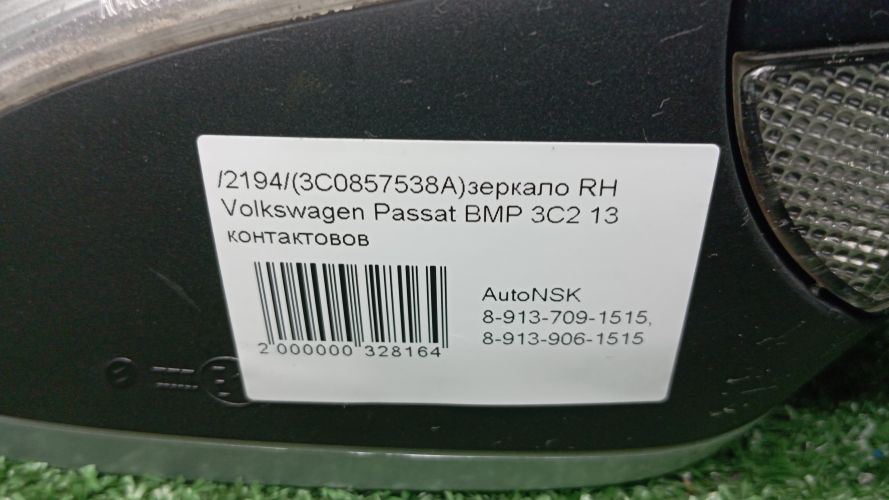 /2194/(3C0857538A)зеркало RH
Volkswagen Passat BMP 3C2 13
контактовов
AutoNSK
8-913-709-1515,
8-913-906-1515
2 000000 328164